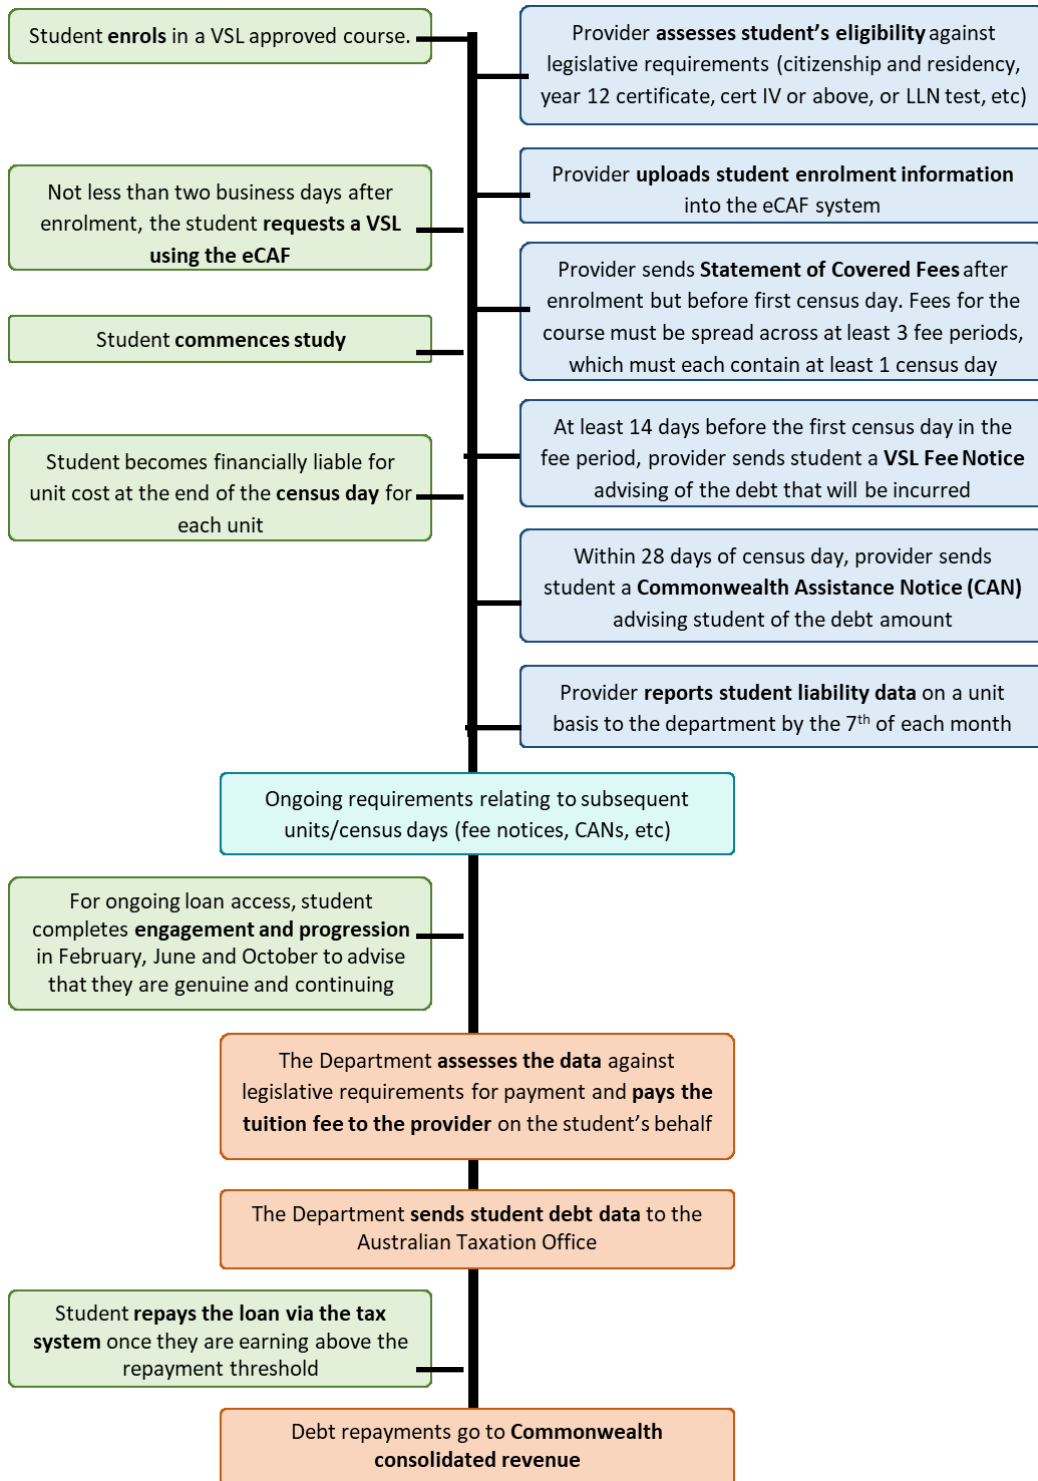 Student enrols in a VSL approved course.
Provider assesses student's eligibility against
legislative requirements (citizenship and residency,
year 12 certificate, cert IV or above, or LLN test, etc)
Provider uploads student enrolment information
into the eCAF system
Not less than two business days after
enrolment, the student requests a VSL
using the eCAF
Provider sends Statement of Covered Fees after
enrolment but before first census day. Fees for the
course must be spread across at least 3 fee periods,
which must each contain at least 1 census day
Student commences study
At least 14 days before the first census day in the
fee period, provider sends student a VSL Fee Notice
advising of the debt that will be incurred
Student becomes financially liable for
unit cost at the end of the census day for
each unit
Within 28 days of census day, provider sends
student a Commonwealth Assistance Notice (CAN)
advising student of the debt amount
Provider reports student liability data on a unit
basis to the department by the 7th of each month
Ongoing requirements relating to subsequent
units/census days (fee notices, CANs, etc)
For ongoing loan access, student
completes engagement and progression
in February, June and October to advise
that they are genuine and continuing
The Department assesses the data against
legislative requirements for payment and pays the
tuition fee to the provider on the student's behalf
The Department sends student debt data to the
Australian Taxation Office
Student repays the loan via the tax
system once they are earning above the
repayment threshold
Debt repayments go to Commonwealth
consolidated revenue